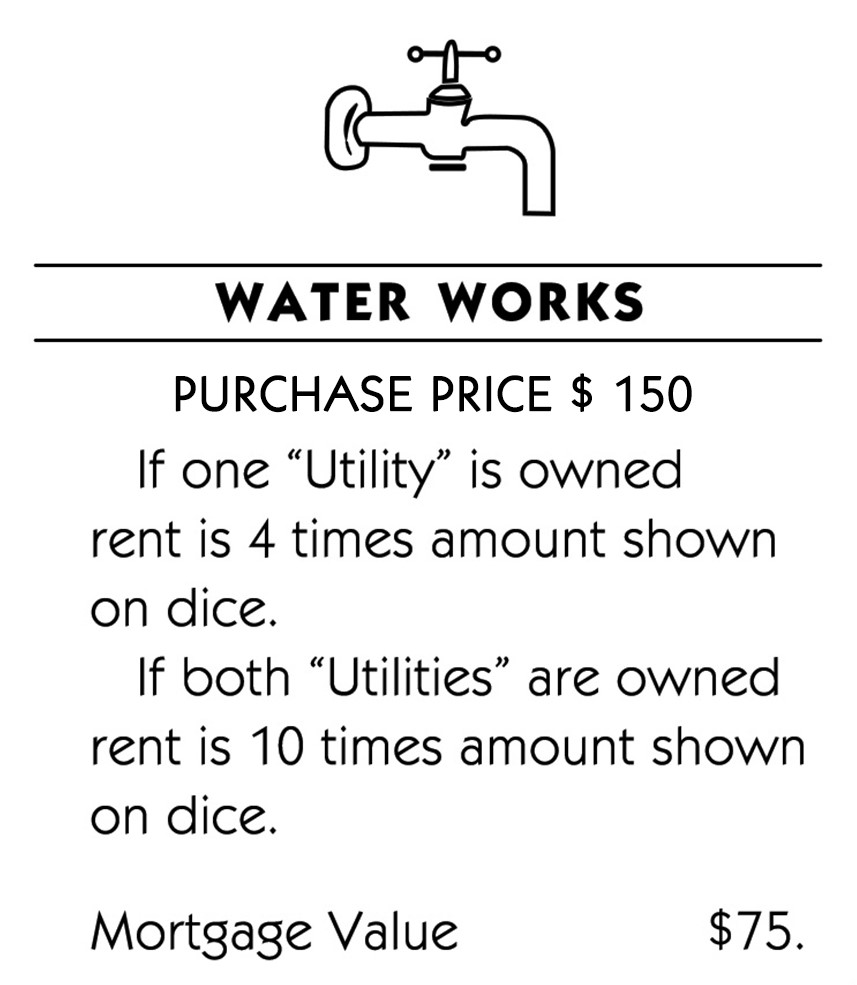 WATER WORKS
PURCHASE PRICE $ 150
If one “Utility” is owned
rent is 4 times amount shown
on dice.
If both “Utilities” are owned
rent is 10 times amount shown
on dice.
Mortgage Value $75.